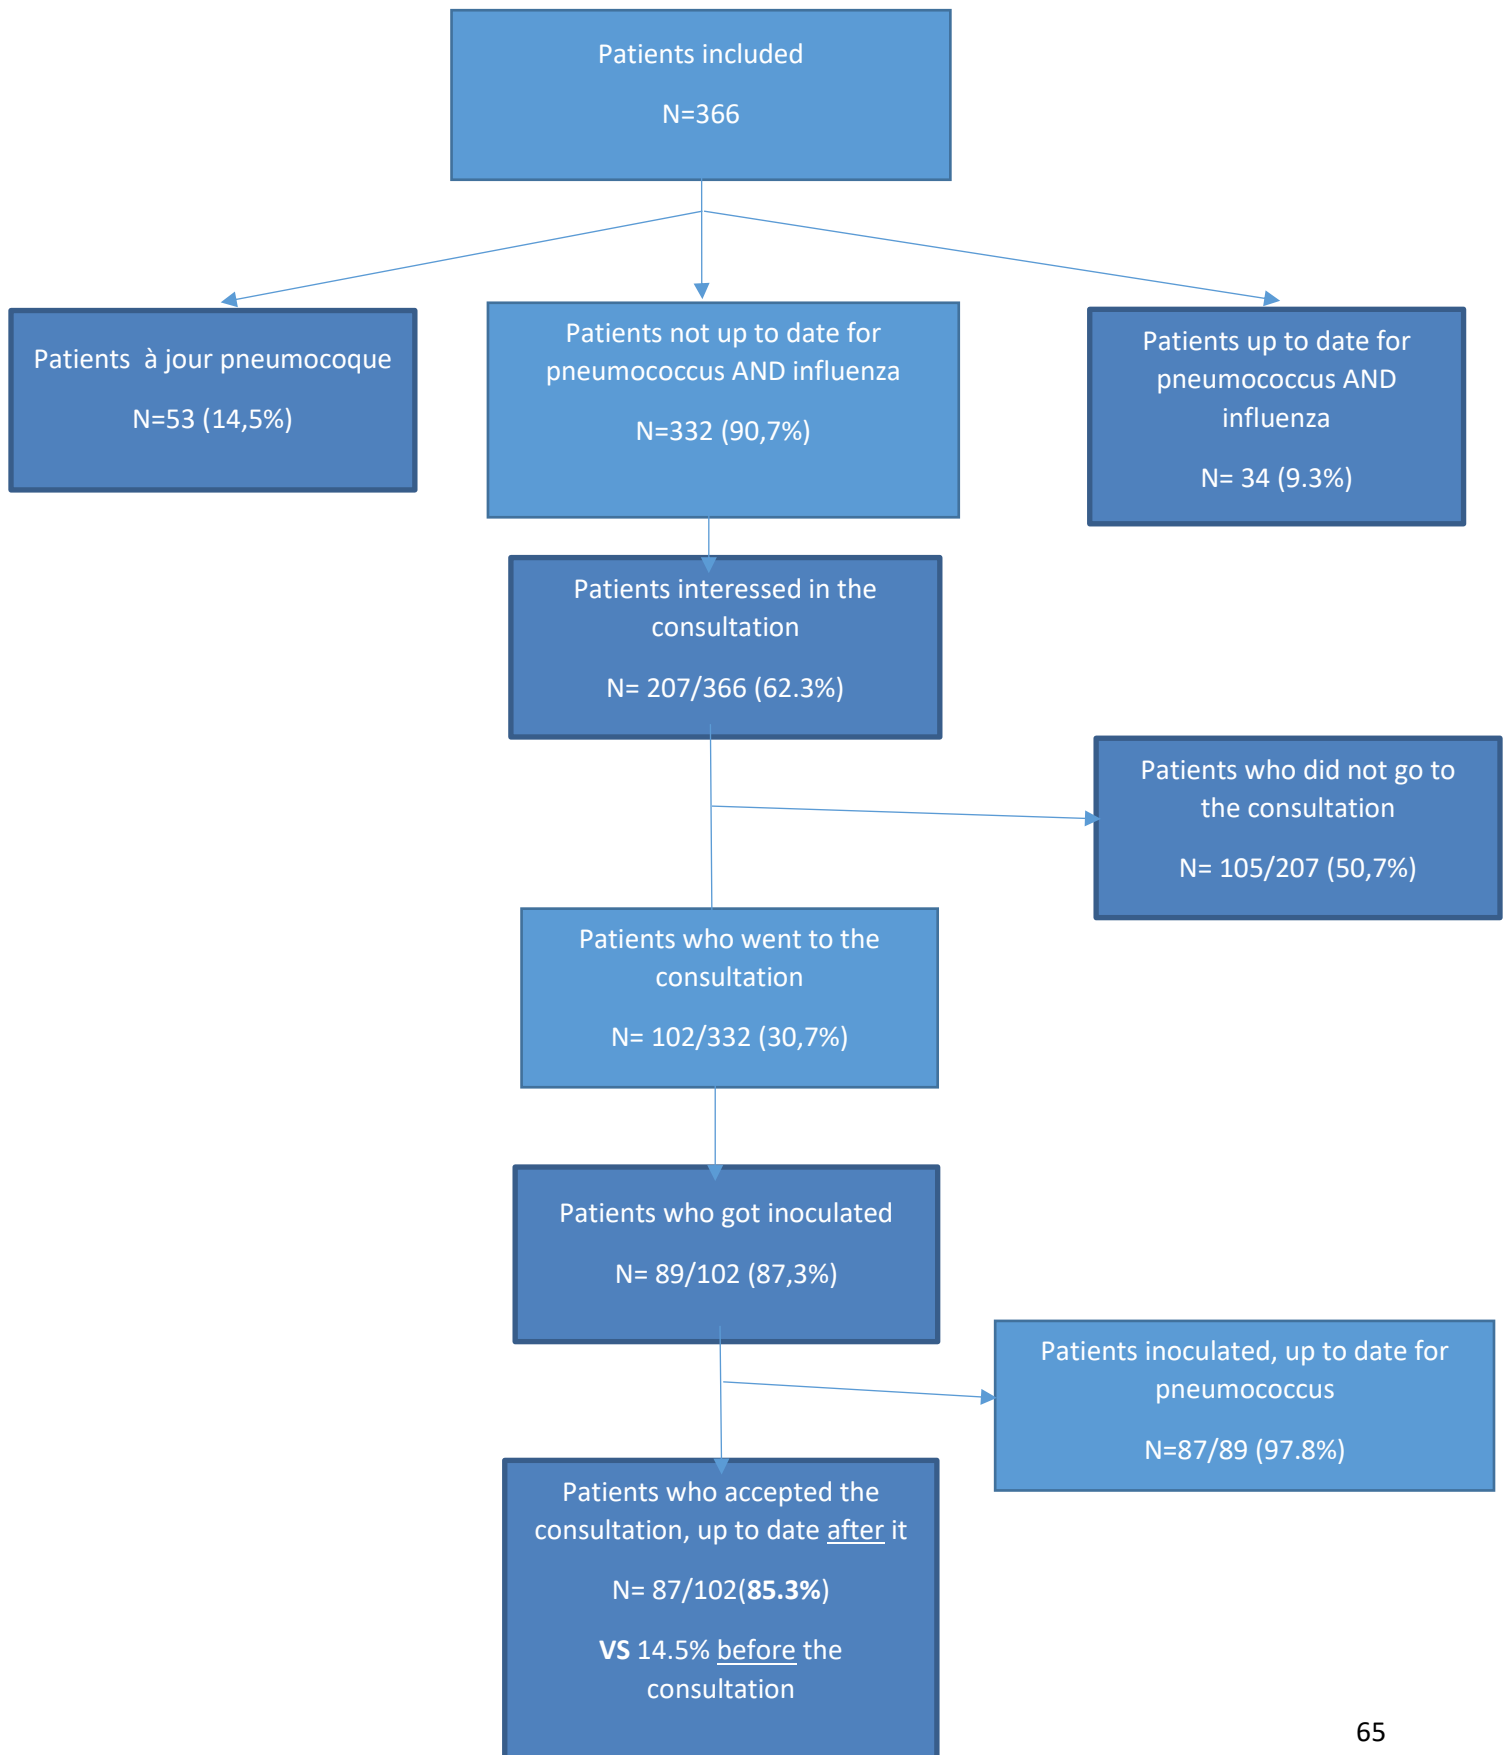 Patients included
N=366
Patients à jour pneumocoque
N=53 (14,5%)
Patients not up to date for
pneumococcus AND influenza
N=332 (90,7%)
Patients up to date for
pneumococcus AND
influenza
N= 34 (9.3%)
Patients interessed in the
consultation
N= 207/366 (62.3%)
Patients who did not go to
the consultation
N= 105/207 (50,7%)
Patients who went to the
consultation
N= 102/332 (30,7%)
Patients who got inoculated
N= 89/102 (87,3%)
Patients inoculated, up to date for
pneumococcus
N=87/89 (97.8%)
Patients who accepted the
consultation, up to date after it
N= 87/102(85.3%)
VS 14.5% before the
consultation
65